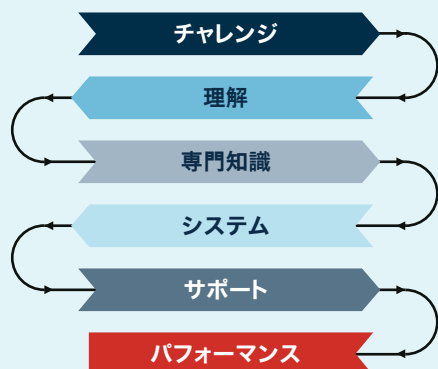 チャレンジ
理解
専門知識
システム
サポート
パフォーマンス